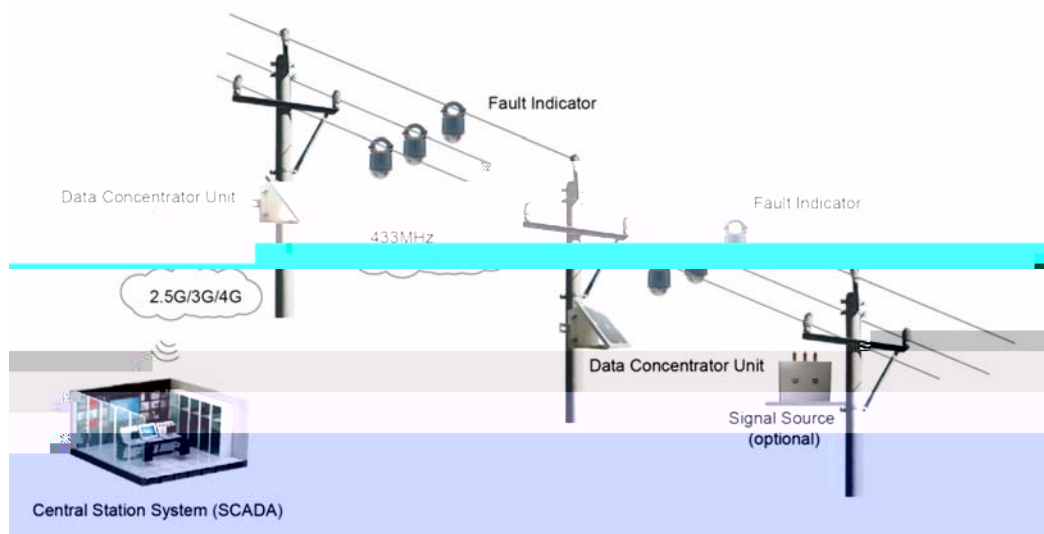 Fault Indicator
Data Concentrator Unit
Fault Indicator
433MHz
2.5G/3G/4G
Data Concentrator Unit
Signal Source
(optional)
Central Station System (SCADA)